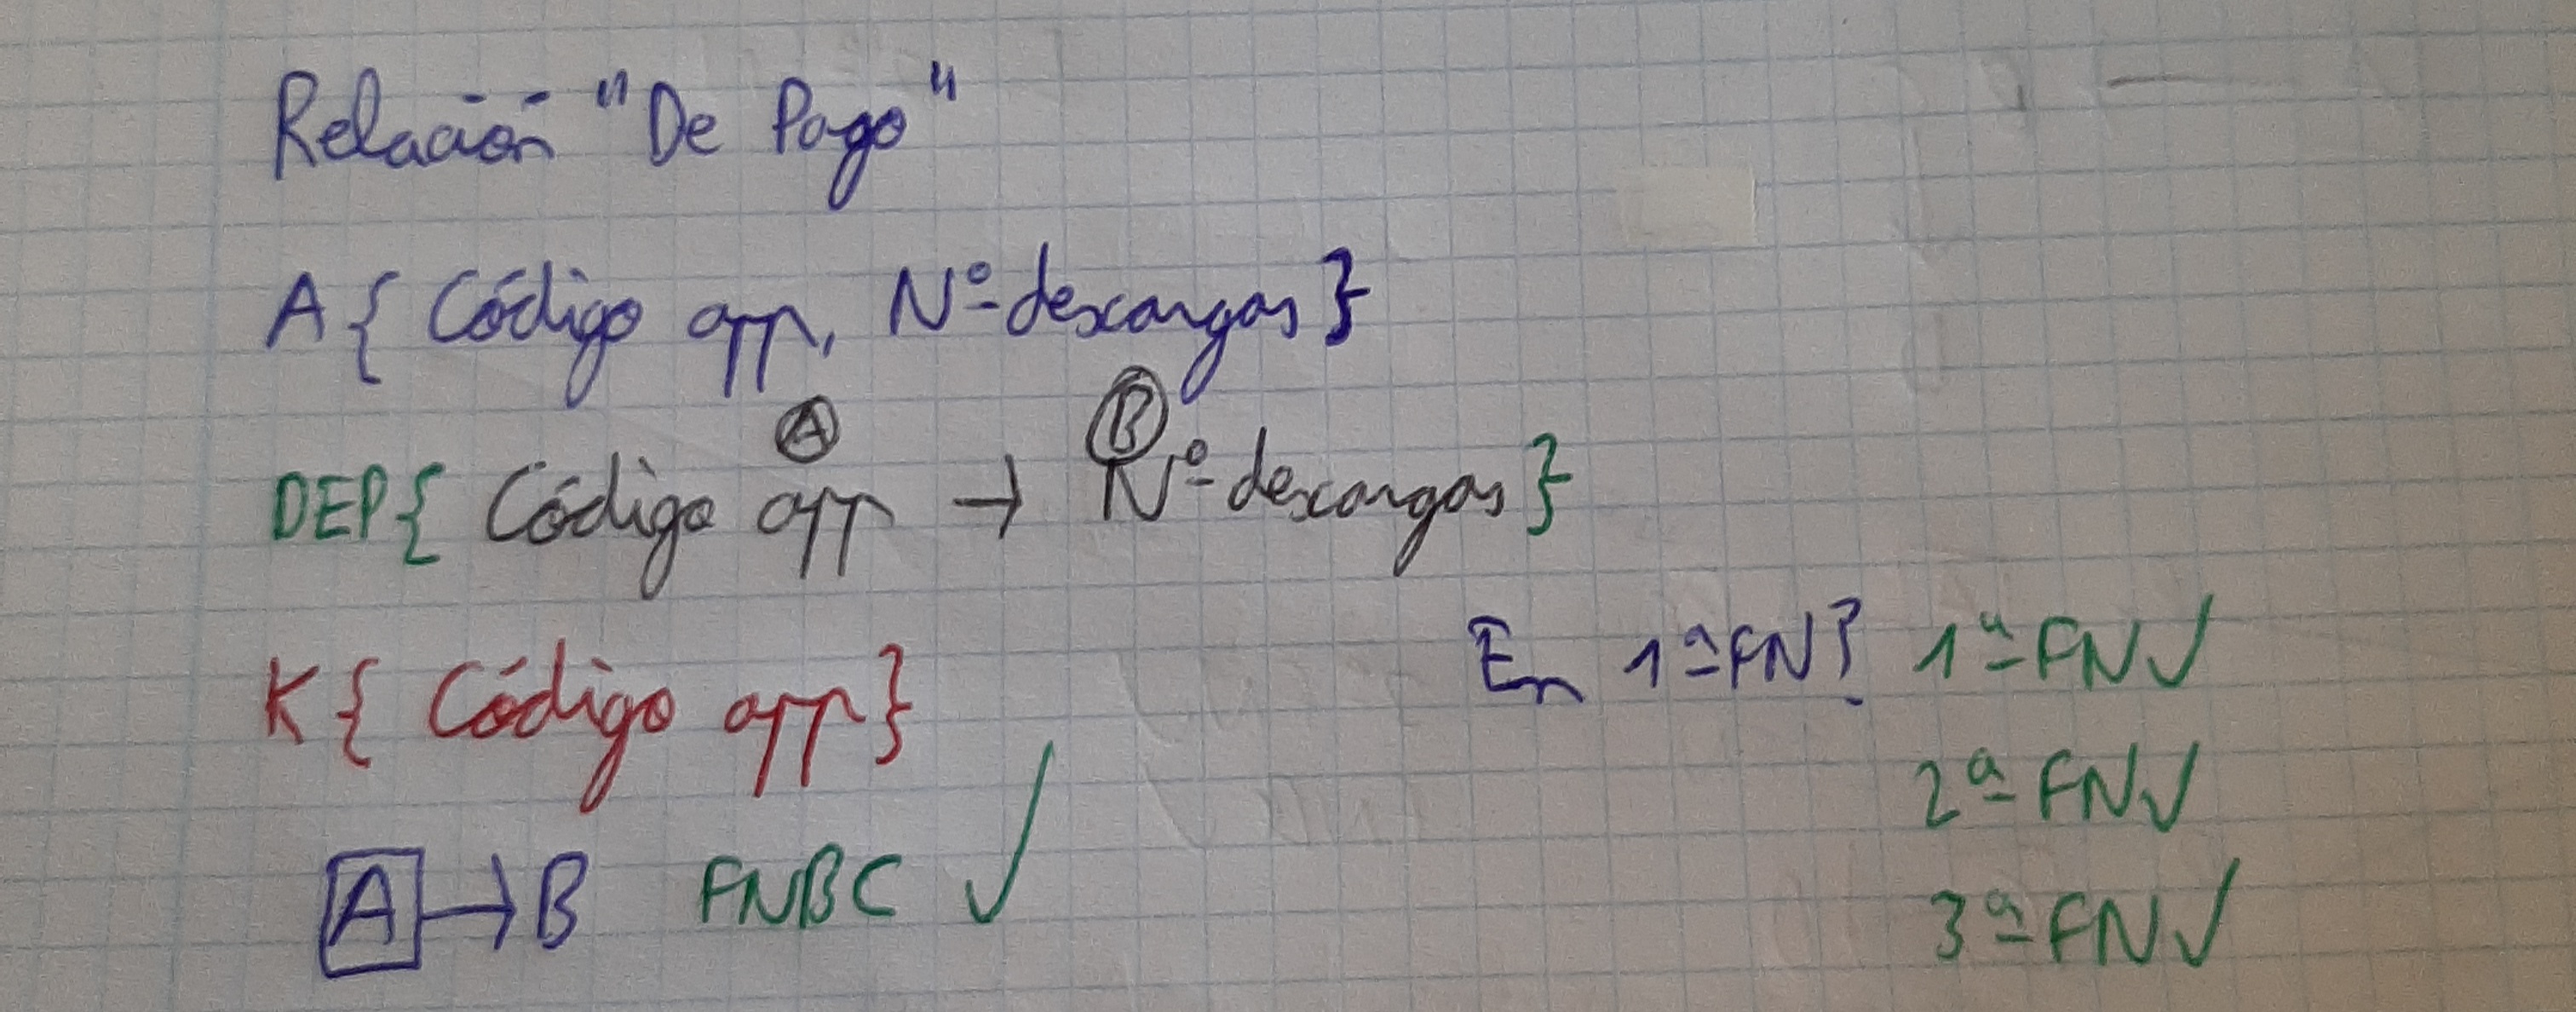 Relación "De Pago"
A{ Código app, Nº descargas}
A B
DEP{ Código app → Nº descargas}
K{ Código app}
En 1ª FN? 1ª FN ✓
2ª FN ✓
A → B FNBC ✓
3ª FN ✓